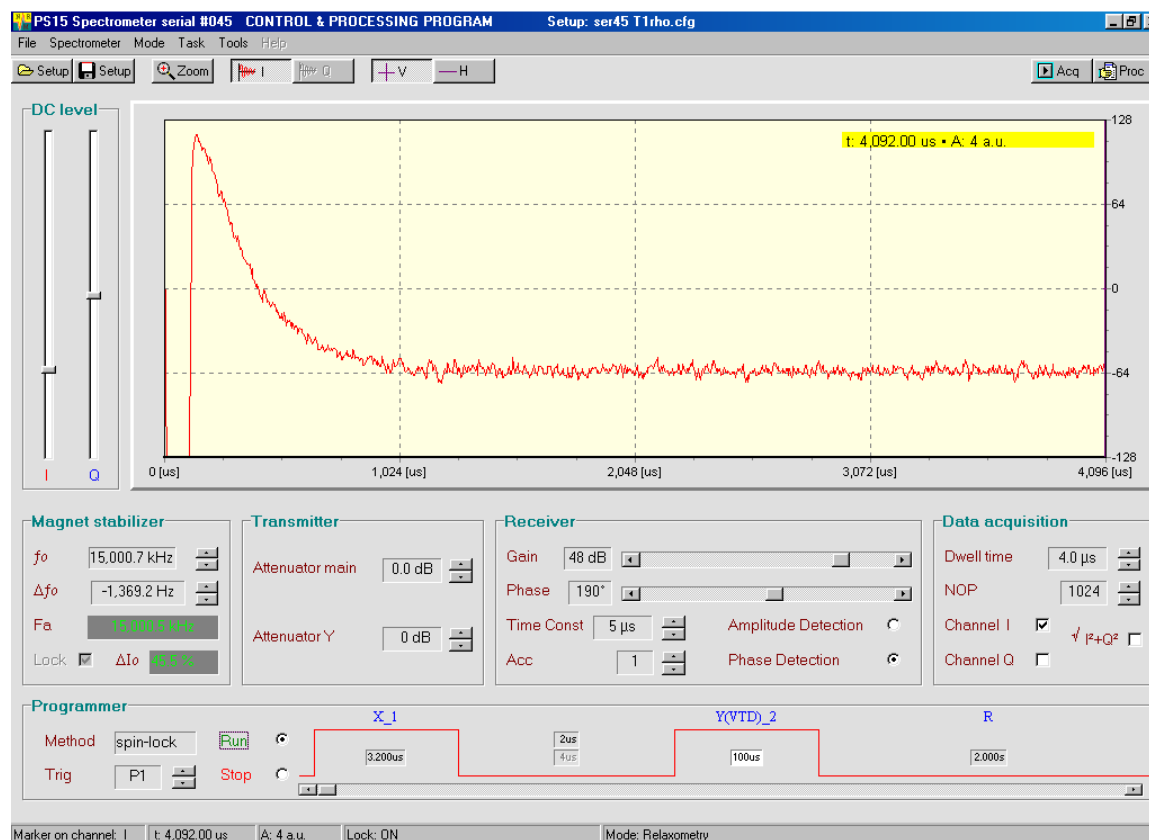 PS15 Spectrometer serial #045 CONTROL & PROCESSING PROGRAM Setup: ser45 T1rho.cfg
File Spectrometer Mode Task Tools Help
Setup Setup Zoom I Q V H Acq Proc
DC level
t: 4,092.00 us • A: 4 a.u.
128
64
0
-64
-128
I Q
0 [us] 1,024 [us] 2,048 [us] 3,072 [us] 4,096 [us]
Magnet stabilizer Transmitter Receiver Data acquisition
fo 15,000.7 kHz Attenuator main 0.0 dB Gain 48 dB Dwell time 4.0 µs
Δfo -1,369.2 Hz Phase 190° NOP 1024
Fa 15,000.5 kHz Attenuator Y 0 dB Time Const 5 µs Amplitude Detection Channel I √ I²+Q²
Lock ΔIo 45.5 % Acc 1 Phase Detection Channel Q
Programmer
X_1 Y(VTD)_2 R
Method spin-lock Run 3.200us 2us 4us 100us 2.000s
Trig P1 Stop
Marker on channel: I t: 4,092.00 us A: 4 a.u. Lock: ON Mode: Relaxometry